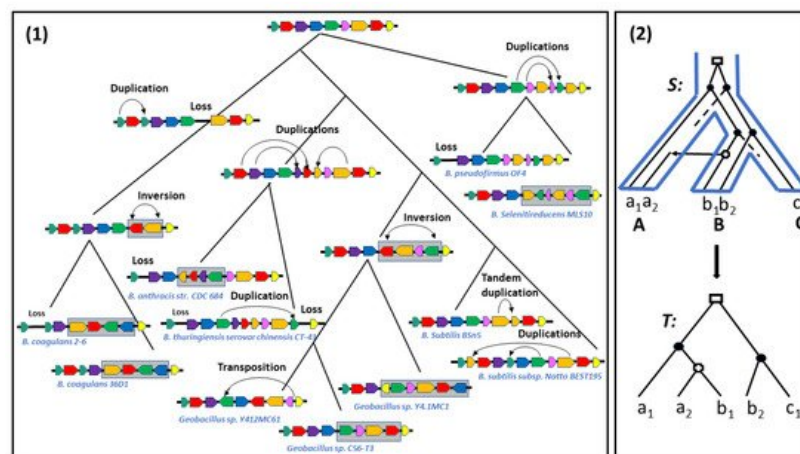 (1)
Duplications
Duplication
Loss
Duplications
Loss
B. pseudofirmus OF4
B. Selenitireducens MLS10
Inversion
Inversion
Loss
B. anthracis str. CDC 684
Tandem
duplication
Loss
Duplication
Loss
B. coagulans 2-6
B. thuringiensis serovar chinensis CT-43
B. Subtilis BSn5
Duplications
B. coagulans 36D1
Transposition
B. subtilis subsp. Natto BEST195
Geobacillus sp. Y412MC61
Geobacillus sp. Y4.1MC1
Geobacillus sp. C56-T3
(2)
S:
a1a2
b1b2
A
B
T:
a1
a2
b1
b2
c1